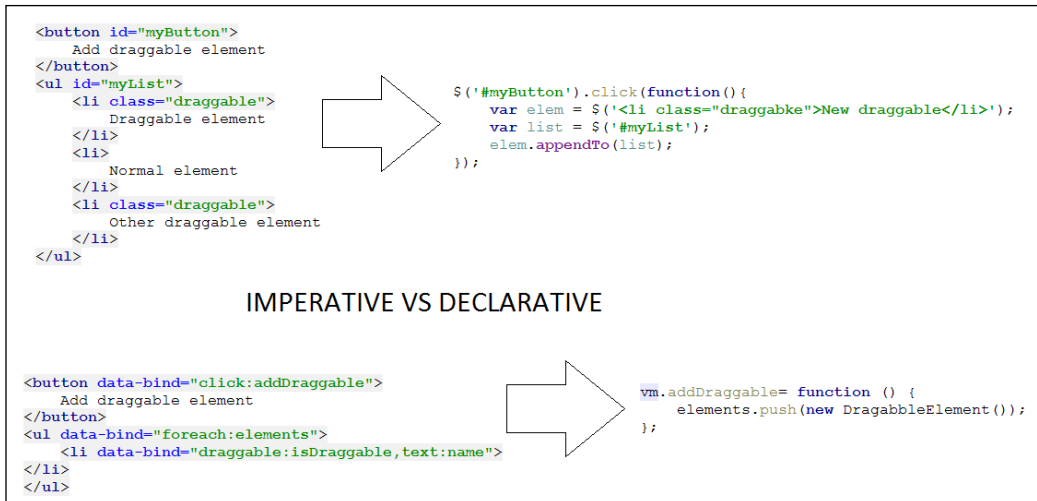 <button id="myButton">
    Add draggable element
</button>
<ul id="myList">
    <li class="draggable">
        Draggable element
    </li>
    <li>
        Normal element
    </li>
    <li class="draggable">
        Other draggable element
    </li>
</ul>
$('#myButton').click(function(){
    var elem = $('<li class="draggabke">New draggable</li>');
    var list = $('#myList');
    elem.appendTo(list);
});
IMPERATIVE VS DECLARATIVE
<button data-bind="click:addDraggable">
    Add draggable element
</button>
<ul data-bind="foreach:elements">
    <li data-bind="draggable:isDraggable,text:name">
</li>
</ul>
vm.addDraggable= function () {
    elements.push(new DragabbleElement());
};